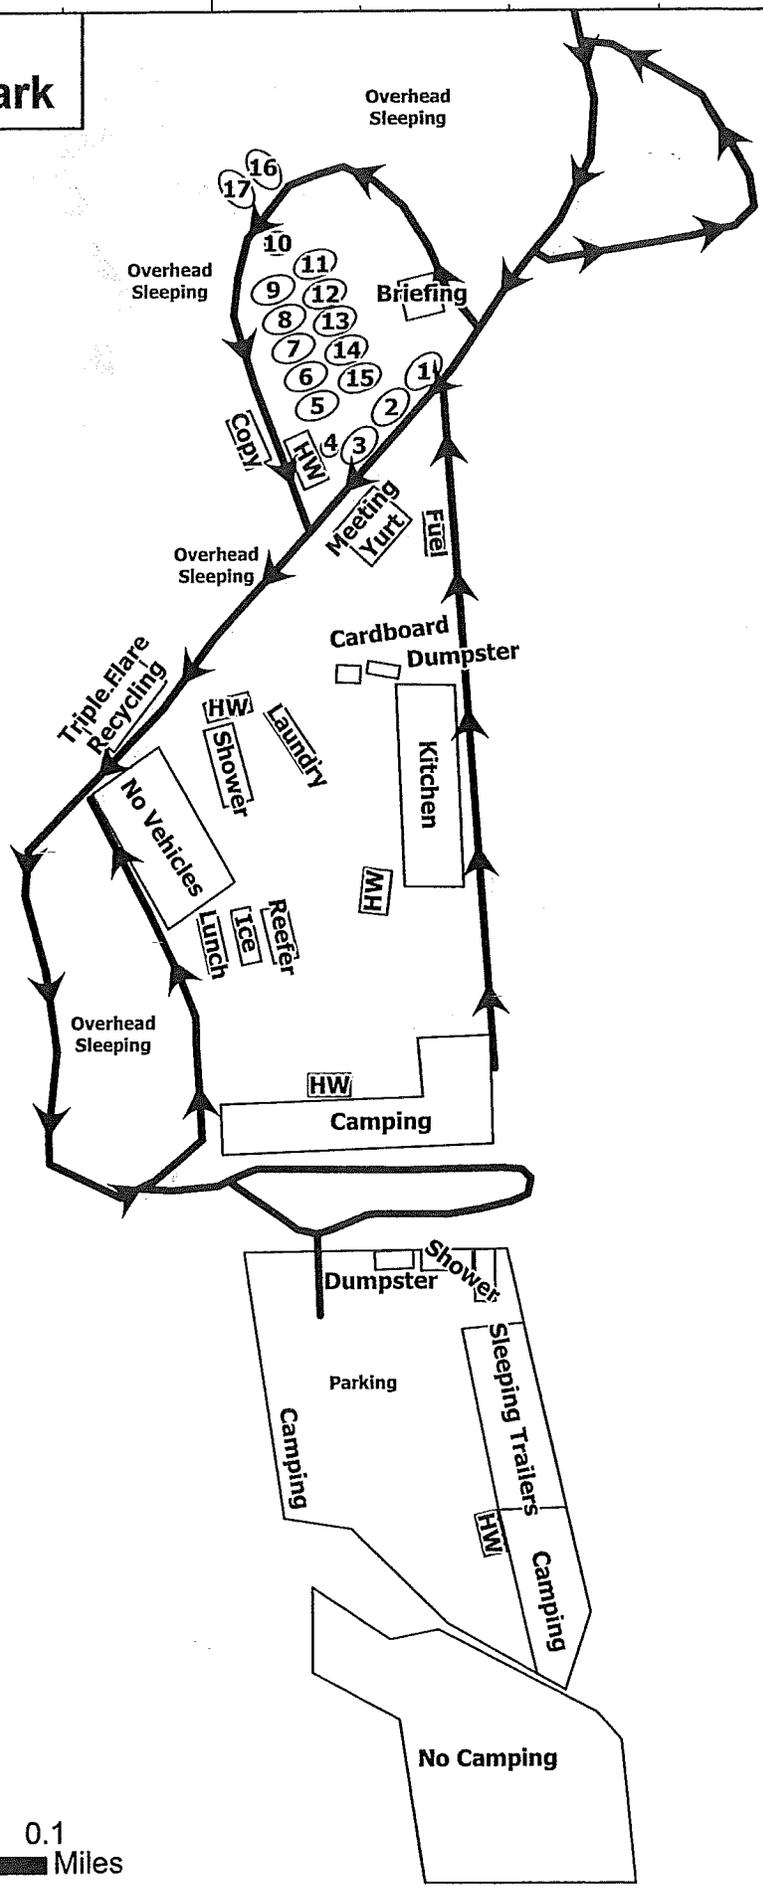 ark
Overhead
Sleeping
16
17
10
Overhead
Sleeping
11
9
12
Briefing
8
13
7
14
6
15
1
5
2
Copy
HW
4
3
Meeting
Yurt
Fuel
Overhead
Sleeping
Cardboard
Dumpster
Triple Flare
Recycling
HW
Shower
Laundry
Kitchen
No Vehicles
HW
Lunch
Ice
Reefer
Overhead
Sleeping
HW
Camping
Shower
Dumpster
Sleeping Trailers
Parking
Camping
HW
Camping
No Camping
0.1
Miles